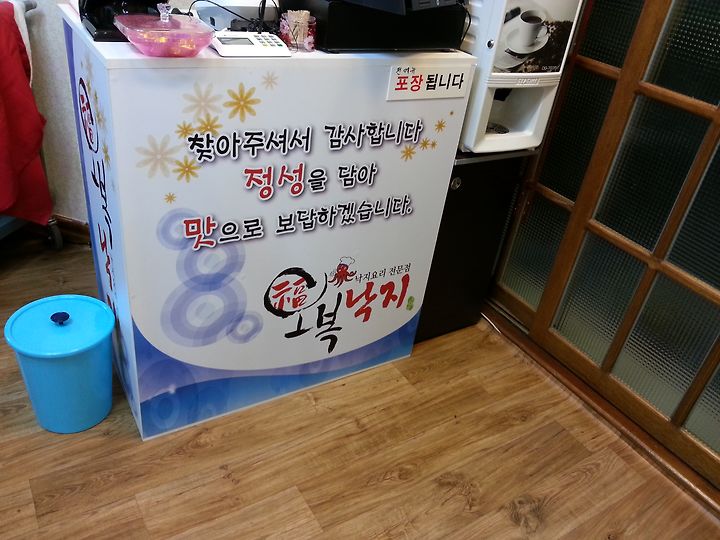 포장 됩니다
찾아주셔서 감사합니다
정성을 담아
맛으로 보답하겠습니다.
낙지요리 전문점
福
오복낙지